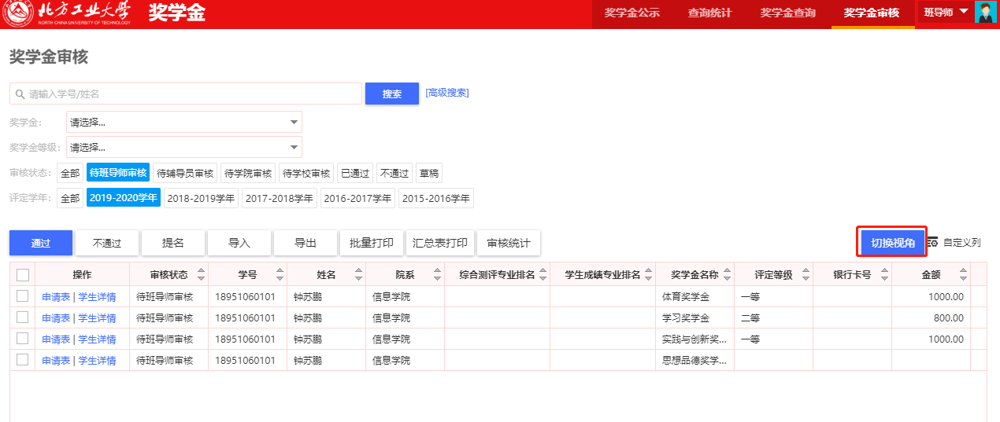 北方工业大学 奖学金 奖学金公示 查询统计 奖学金查询 奖学金审核 班导师
NORTH CHINA UNIVERSITY OF TECHNOLOGY
奖学金审核
请输入学号/姓名 搜索 [高级搜索]
奖学金: 请选择...
奖学金等级: 请选择...
审核状态: 全部 待班导师审核 待辅导员审核 待学院审核 待学校审核 已通过 不通过 草稿
评定学年: 全部 2019-2020学年 2018-2019学年 2017-2018学年 2016-2017学年 2015-2016学年
通过 不通过 提名 导入 导出 批量打印 汇总表打印 审核统计 切换视角 自定义列
操作 审核状态 学号 姓名 院系 综合测评专业排名 学生成绩专业排名 奖学金名称 评定等级 银行卡号 金额
申请表 | 学生详情 待班导师审核 18951060101 钟苏鹏 信息学院 体育奖学金 一等 1000.00
申请表 | 学生详情 待班导师审核 18951060101 钟苏鹏 信息学院 学习奖学金 二等 800.00
申请表 | 学生详情 待班导师审核 18951060101 钟苏鹏 信息学院 实践与创新奖... 一等 1000.00
申请表 | 学生详情 待班导师审核 18951060101 钟苏鹏 信息学院 思想品德奖学...